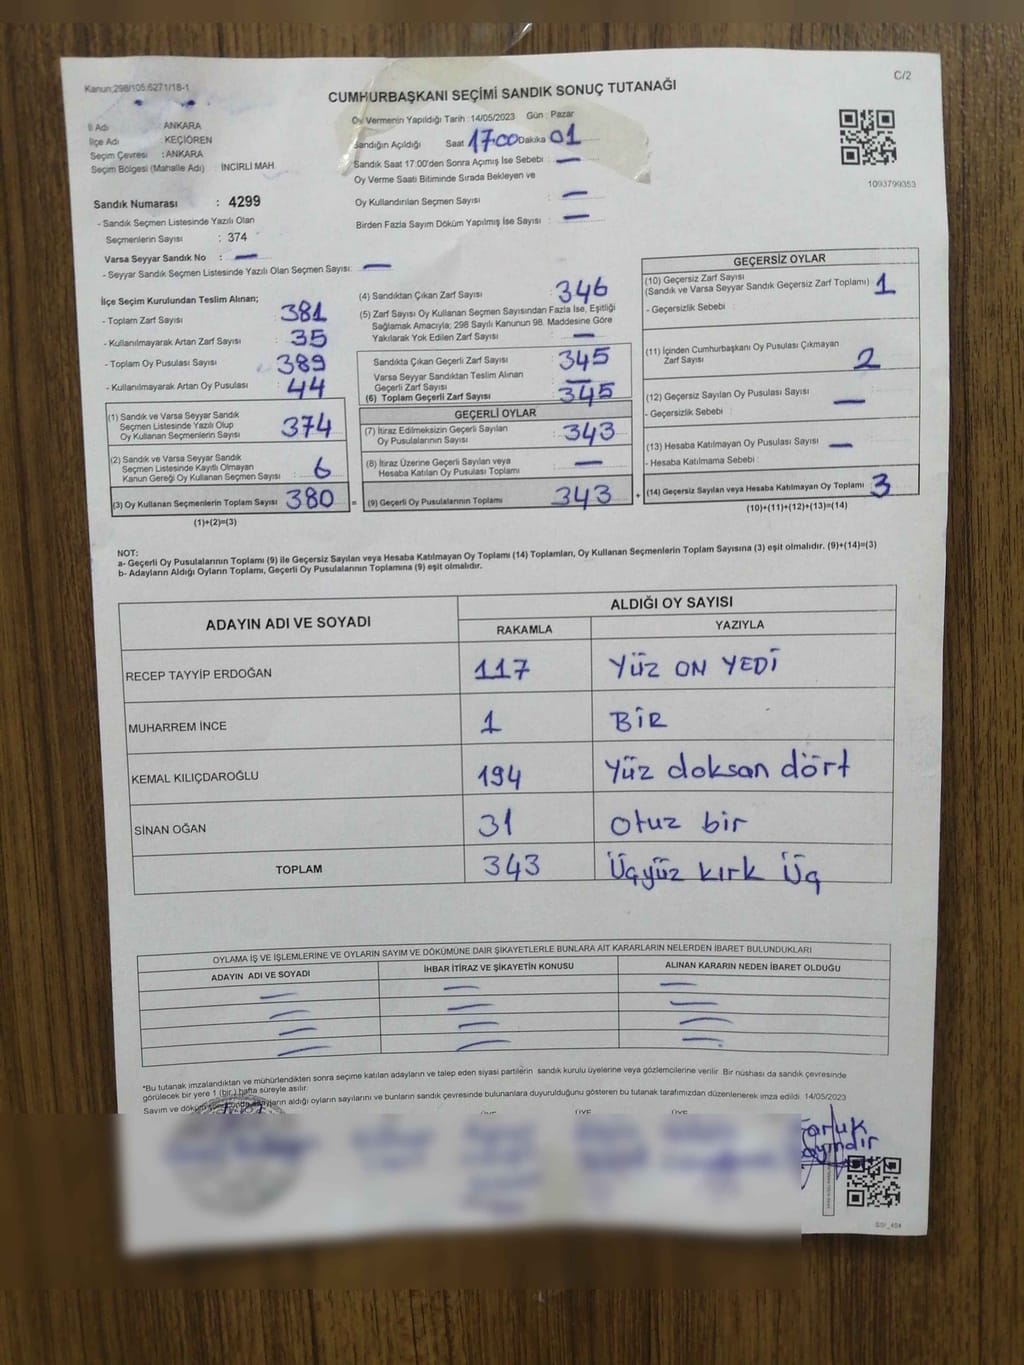 Kanun:298/105.6271/18-1
C/2
CUMHURBAŞKANI SEÇİMİ SANDIK SONUÇ TUTANAĞI
İl Adı : ANKARA
İlçe Adı : KEÇİÖREN
Seçim Çevresi : ANKARA
Seçim Bölgesi (Mahalle Adı) : İNCİRLİ MAH.
Sandık Numarası : 4299
- Sandık Seçmen Listesinde Yazılı Olan
Seçmenlerin Sayısı : 374
Varsa Seyyar Sandık No : —
- Seyyar Sandık Seçmen Listesinde Yazılı Olan Seçmen Sayısı: —
Oy Vermenin Yapıldığı Tarih : 14/05/2023 Gün : Pazar
Sandığın Açıldığı Saat 17:00 Dakika 01
Sandık Saat 17.00'den Sonra Açımış İse Sebebi : —
Oy Verme Saati Bitiminde Sırada Bekleyen ve
Oy Kullandırılan Seçmen Sayısı : —
Birden Fazla Sayım Döküm Yapılmış İse Sayısı : —
1093799353
İlçe Seçim Kurulundan Teslim Alınan;
- Toplam Zarf Sayısı : 381
- Kullanılmayarak Artan Zarf Sayısı : 35
- Toplam Oy Pusulası Sayısı : 389
- Kullanılmayarak Artan Oy Pusulası : 44
(1) Sandık ve Varsa Seyyar Sandık
Seçmen Listesinde Yazılı Olup
Oy Kullanan Seçmenlerin Sayısı : 374
(2) Sandık ve Varsa Seyyar Sandık
Seçmen Listesinde Kayıtlı Olmayan
Kanun Gereği Oy Kullanan Seçmen Sayısı : 6
(3) Oy Kullanan Seçmenlerin Toplam Sayısı : 380
(1)+(2)=(3)
(4) Sandıktan Çıkan Zarf Sayısı : 346
(5) Zarf Sayısı Oy Kullanan Seçmen Sayısından Fazla İse, Eşitliği
Sağlamak Amacıyla; 298 Sayılı Kanunun 98. Maddesine Göre
Yakılarak Yok Edilen Zarf Sayısı : —
Sandıkta Çıkan Geçerli Zarf Sayısı : 345
Varsa Seyyar Sandıktan Teslim Alınan
Geçerli Zarf Sayısı : —
(6) Toplam Geçerli Zarf Sayısı : 345
GEÇERLİ OYLAR
(7) İtiraz Edilmeksizin Geçerli Sayılan
Oy Pusulalarının Sayısı : 343
(8) İtiraz Üzerine Geçerli Sayılan veya
Hesaba Katılan Oy Pusulası Toplamı : —
= (9) Geçerli Oy Pusulalarının Toplamı : 343
GEÇERSİZ OYLAR
(10) Geçersiz Zarf Sayısı
(Sandık ve Varsa Seyyar Sandık Geçersiz Zarf Toplamı) : 1
- Geçersizlik Sebebi :
(11) İçinden Cumhurbaşkanı Oy Pusulası Çıkmayan
Zarf Sayısı : 2
(12) Geçersiz Sayılan Oy Pusulası Sayısı : —
- Geçersizlik Sebebi :
(13) Hesaba Katılmayan Oy Pusulası Sayısı : —
- Hesaba Katılmama Sebebi :
+ (14) Geçersiz Sayılan veya Hesaba Katılmayan Oy Toplamı : 3
(10)+(11)+(12)+(13)=(14)
NOT:
a- Geçerli Oy Pusulalarının Toplamı (9) ile Geçersiz Sayılan veya Hesaba Katılmayan Oy Toplamı (14) Toplamları, Oy Kullanan Seçmenlerin Toplam Sayısına (3) eşit olmalıdır. (9)+(14)=(3)
b- Adayların Aldığı Oyların Toplamı, Geçerli Oy Pusulalarının Toplamına (9) eşit olmalıdır.
ADAYIN ADI VE SOYADI
ALDIĞI OY SAYISI
RAKAMLA YAZIYLA
RECEP TAYYİP ERDOĞAN 117 YÜZ ON YEDİ
MUHARREM İNCE 1 BİR
KEMAL KILIÇDAROĞLU 194 Yüz doksan dört
SİNAN OĞAN 31 otuz bir
TOPLAM 343 Üçyüz kırk Üç
OYLAMA İŞ VE İŞLEMLERİNE VE OYLARIN SAYIM VE DÖKÜMÜNE DAİR ŞİKAYETLERLE BUNLARA AİT KARARLARIN NELERDEN İBARET BULUNDUKLARI
ADAYIN ADI VE SOYADI İHBAR İTİRAZ VE ŞİKAYETİN KONUSU ALINAN KARARIN NEDEN İBARET OLDUĞU
— — —
— — —
— — —
— — —
*Bu tutanak imzalandıktan ve mühürlendikten sonra seçime katılan adayların ve talep eden siyasi partilerin sandık kurulu üyelerine veya gözlemcilerine verilir. Bir nüshası da sandık çevresinde
görülecek bir yere 1 (bir ) hafta süreyle asılır.
Sayım ve döküm adayların aldığı oyların sayılarını ve bunların sandık çevresinde bulunanlara duyurulduğunu gösteren bu tutanak tarafımızdan düzenlenerek imza edildi. 14/05/2023
ÜYE ÜYE ÜYE
Faruk
SSI_404